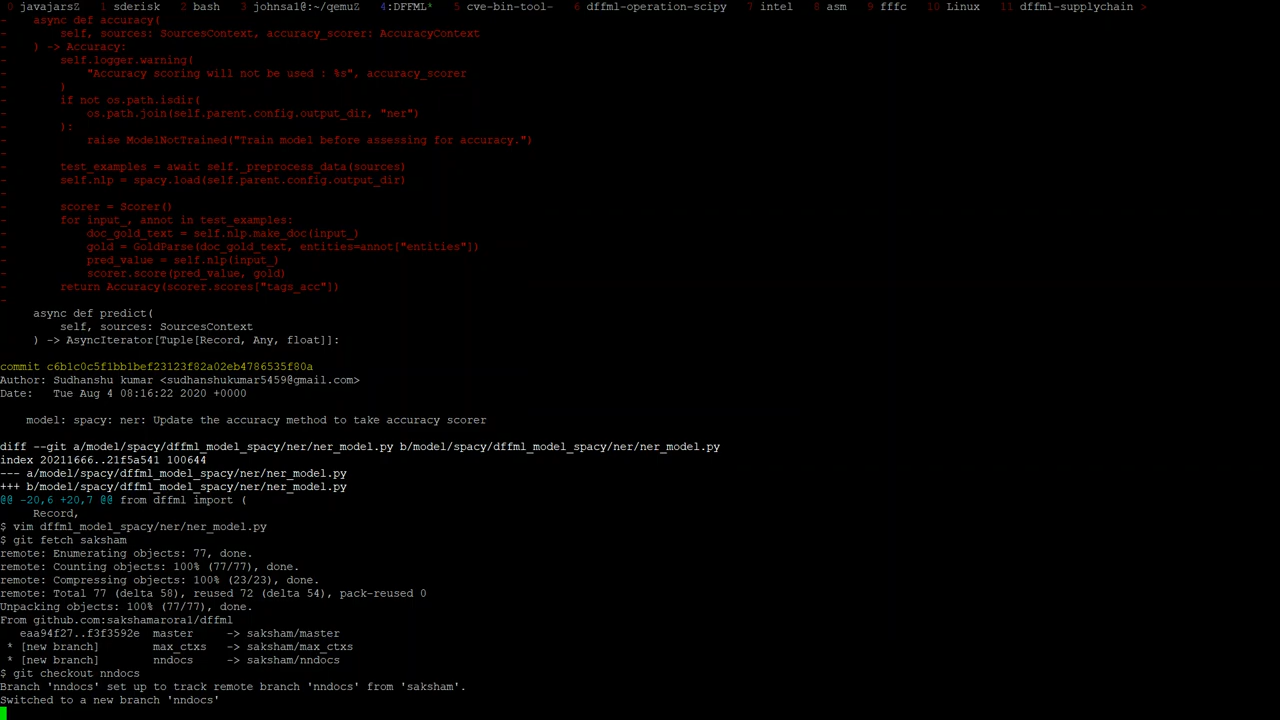 0 javajarsZ  1 sderisk  2 bash  3 johnsa1@:~/qemuZ  4:DFFML*  5 cve-bin-tool-  6 dffml-operation-scipy  7 intel  8 asm  9 fffc  10 Linux  11 dffml-supplychain >
-    async def accuracy(
-        self, sources: SourcesContext, accuracy_scorer: AccuracyContext
-    ) -> Accuracy:
-        self.logger.warning(
-            "Accuracy scoring will not be used : %s", accuracy_scorer
-        )
-        if not os.path.isdir(
-            os.path.join(self.parent.config.output_dir, "ner")
-        ):
-            raise ModelNotTrained("Train model before assessing for accuracy.")
-
-        test_examples = await self._preprocess_data(sources)
-        self.nlp = spacy.load(self.parent.config.output_dir)
-
-        scorer = Scorer()
-        for input_, annot in test_examples:
-            doc_gold_text = self.nlp.make_doc(input_)
-            gold = GoldParse(doc_gold_text, entities=annot["entities"])
-            pred_value = self.nlp(input_)
-            scorer.score(pred_value, gold)
-        return Accuracy(scorer.scores["tags_acc"])
-
     async def predict(
         self, sources: SourcesContext
     ) -> AsyncIterator[Tuple[Record, Any, float]]:
commit c6b1c0c5f1bb1bef23123f82a02eb4786535f80a
Author: Sudhanshu kumar <sudhanshukumar5459@gmail.com>
Date:   Tue Aug 4 08:16:22 2020 +0000
    model: spacy: ner: Update the accuracy method to take accuracy scorer
diff --git a/model/spacy/dffml_model_spacy/ner/ner_model.py b/model/spacy/dffml_model_spacy/ner/ner_model.py
index 20211666..21f5a541 100644
--- a/model/spacy/dffml_model_spacy/ner/ner_model.py
+++ b/model/spacy/dffml_model_spacy/ner/ner_model.py
@@ -20,6 +20,7 @@ from dffml import (
     Record,
$ vim dffml_model_spacy/ner/ner_model.py
$ git fetch saksham
remote: Enumerating objects: 77, done.
remote: Counting objects: 100% (77/77), done.
remote: Compressing objects: 100% (23/23), done.
remote: Total 77 (delta 58), reused 72 (delta 54), pack-reused 0
Unpacking objects: 100% (77/77), done.
From github.com:sakshamarora1/dffml
   eaa94f27..f3f3592e  master     -> saksham/master
 * [new branch]        max_ctxs   -> saksham/max_ctxs
 * [new branch]        nndocs     -> saksham/nndocs
$ git checkout nndocs
Branch 'nndocs' set up to track remote branch 'nndocs' from 'saksham'.
Switched to a new branch 'nndocs'